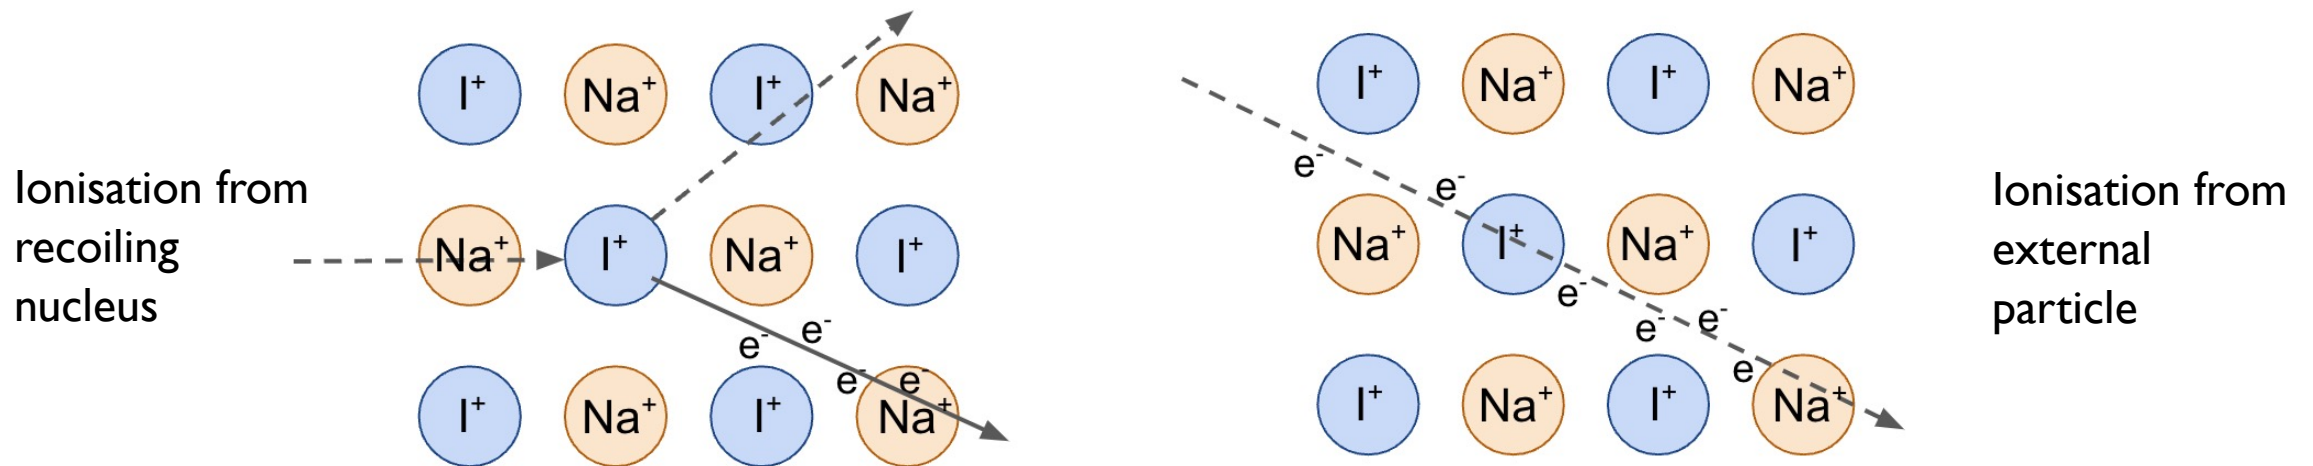 Ionisation from
recoiling
nucleus
I⁺ Na⁺ I⁺ Na⁺
Na⁺ I⁺ Na⁺ I⁺
e⁻ e⁻
e⁻ e⁻
I⁺ Na⁺ I⁺ Na⁺
I⁺ Na⁺ I⁺ Na⁺
e⁻ e⁻
Na⁺ I⁺ Na⁺ I⁺
e⁻ e⁻ e⁻
e
I⁺ Na⁺ I⁺ Na⁺
Ionisation from
external
particle